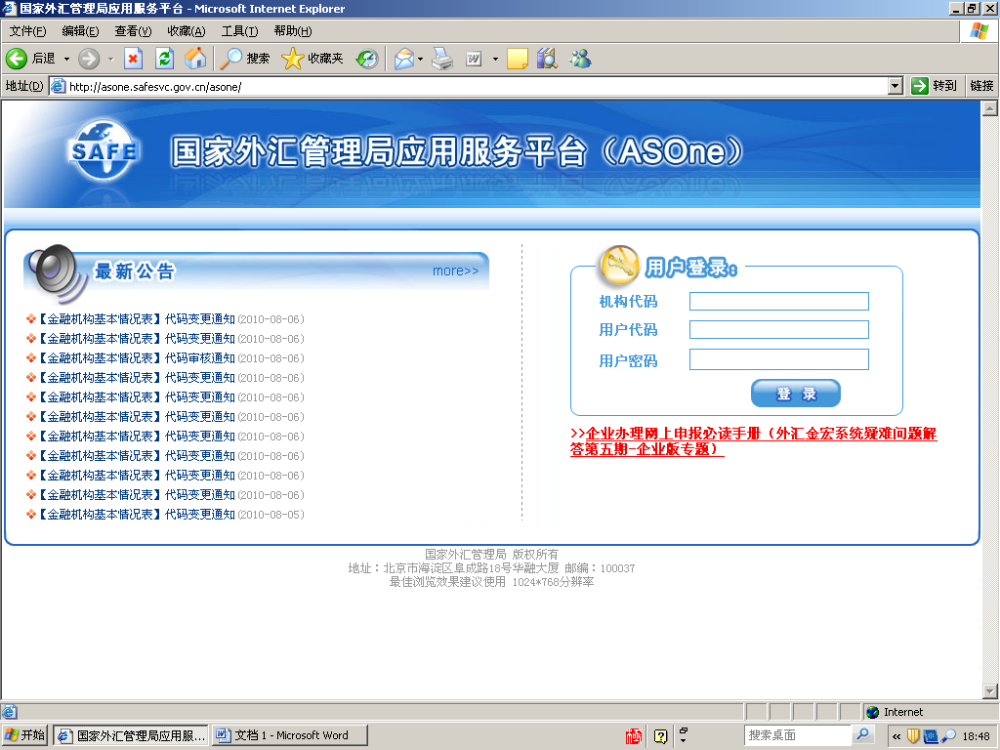 国家外汇管理局应用服务平台 - Microsoft Internet Explorer
文件(F) 编辑(E) 查看(V) 收藏(A) 工具(T) 帮助(H)
后退 搜索 收藏夹
地址(D) http://asone.safesvc.gov.cn/asone/ 转到 链接
SAFE 国家外汇管理局应用服务平台（ASOne）
最新公告 more>>
【金融机构基本情况表】代码变更通知(2010-08-06)
【金融机构基本情况表】代码变更通知(2010-08-06)
【金融机构基本情况表】代码审核通知(2010-08-06)
【金融机构基本情况表】代码变更通知(2010-08-06)
【金融机构基本情况表】代码变更通知(2010-08-06)
【金融机构基本情况表】代码变更通知(2010-08-06)
【金融机构基本情况表】代码变更通知(2010-08-06)
【金融机构基本情况表】代码变更通知(2010-08-06)
【金融机构基本情况表】代码变更通知(2010-08-06)
【金融机构基本情况表】代码变更通知(2010-08-06)
【金融机构基本情况表】代码变更通知(2010-08-05)
用户登录:
机构代码
用户代码
用户密码
登 录
>>企业办理网上申报必读手册（外汇金宏系统疑难问题解
答第五期-企业版专题）
国家外汇管理局 版权所有
地址：北京市海淀区阜成路18号华融大厦 邮编：100037
最佳浏览效果建议使用 1024*768分辨率
Internet
开始 国家外汇管理局应用服... 文档 1 - Microsoft Word 搜索桌面 « 18:48